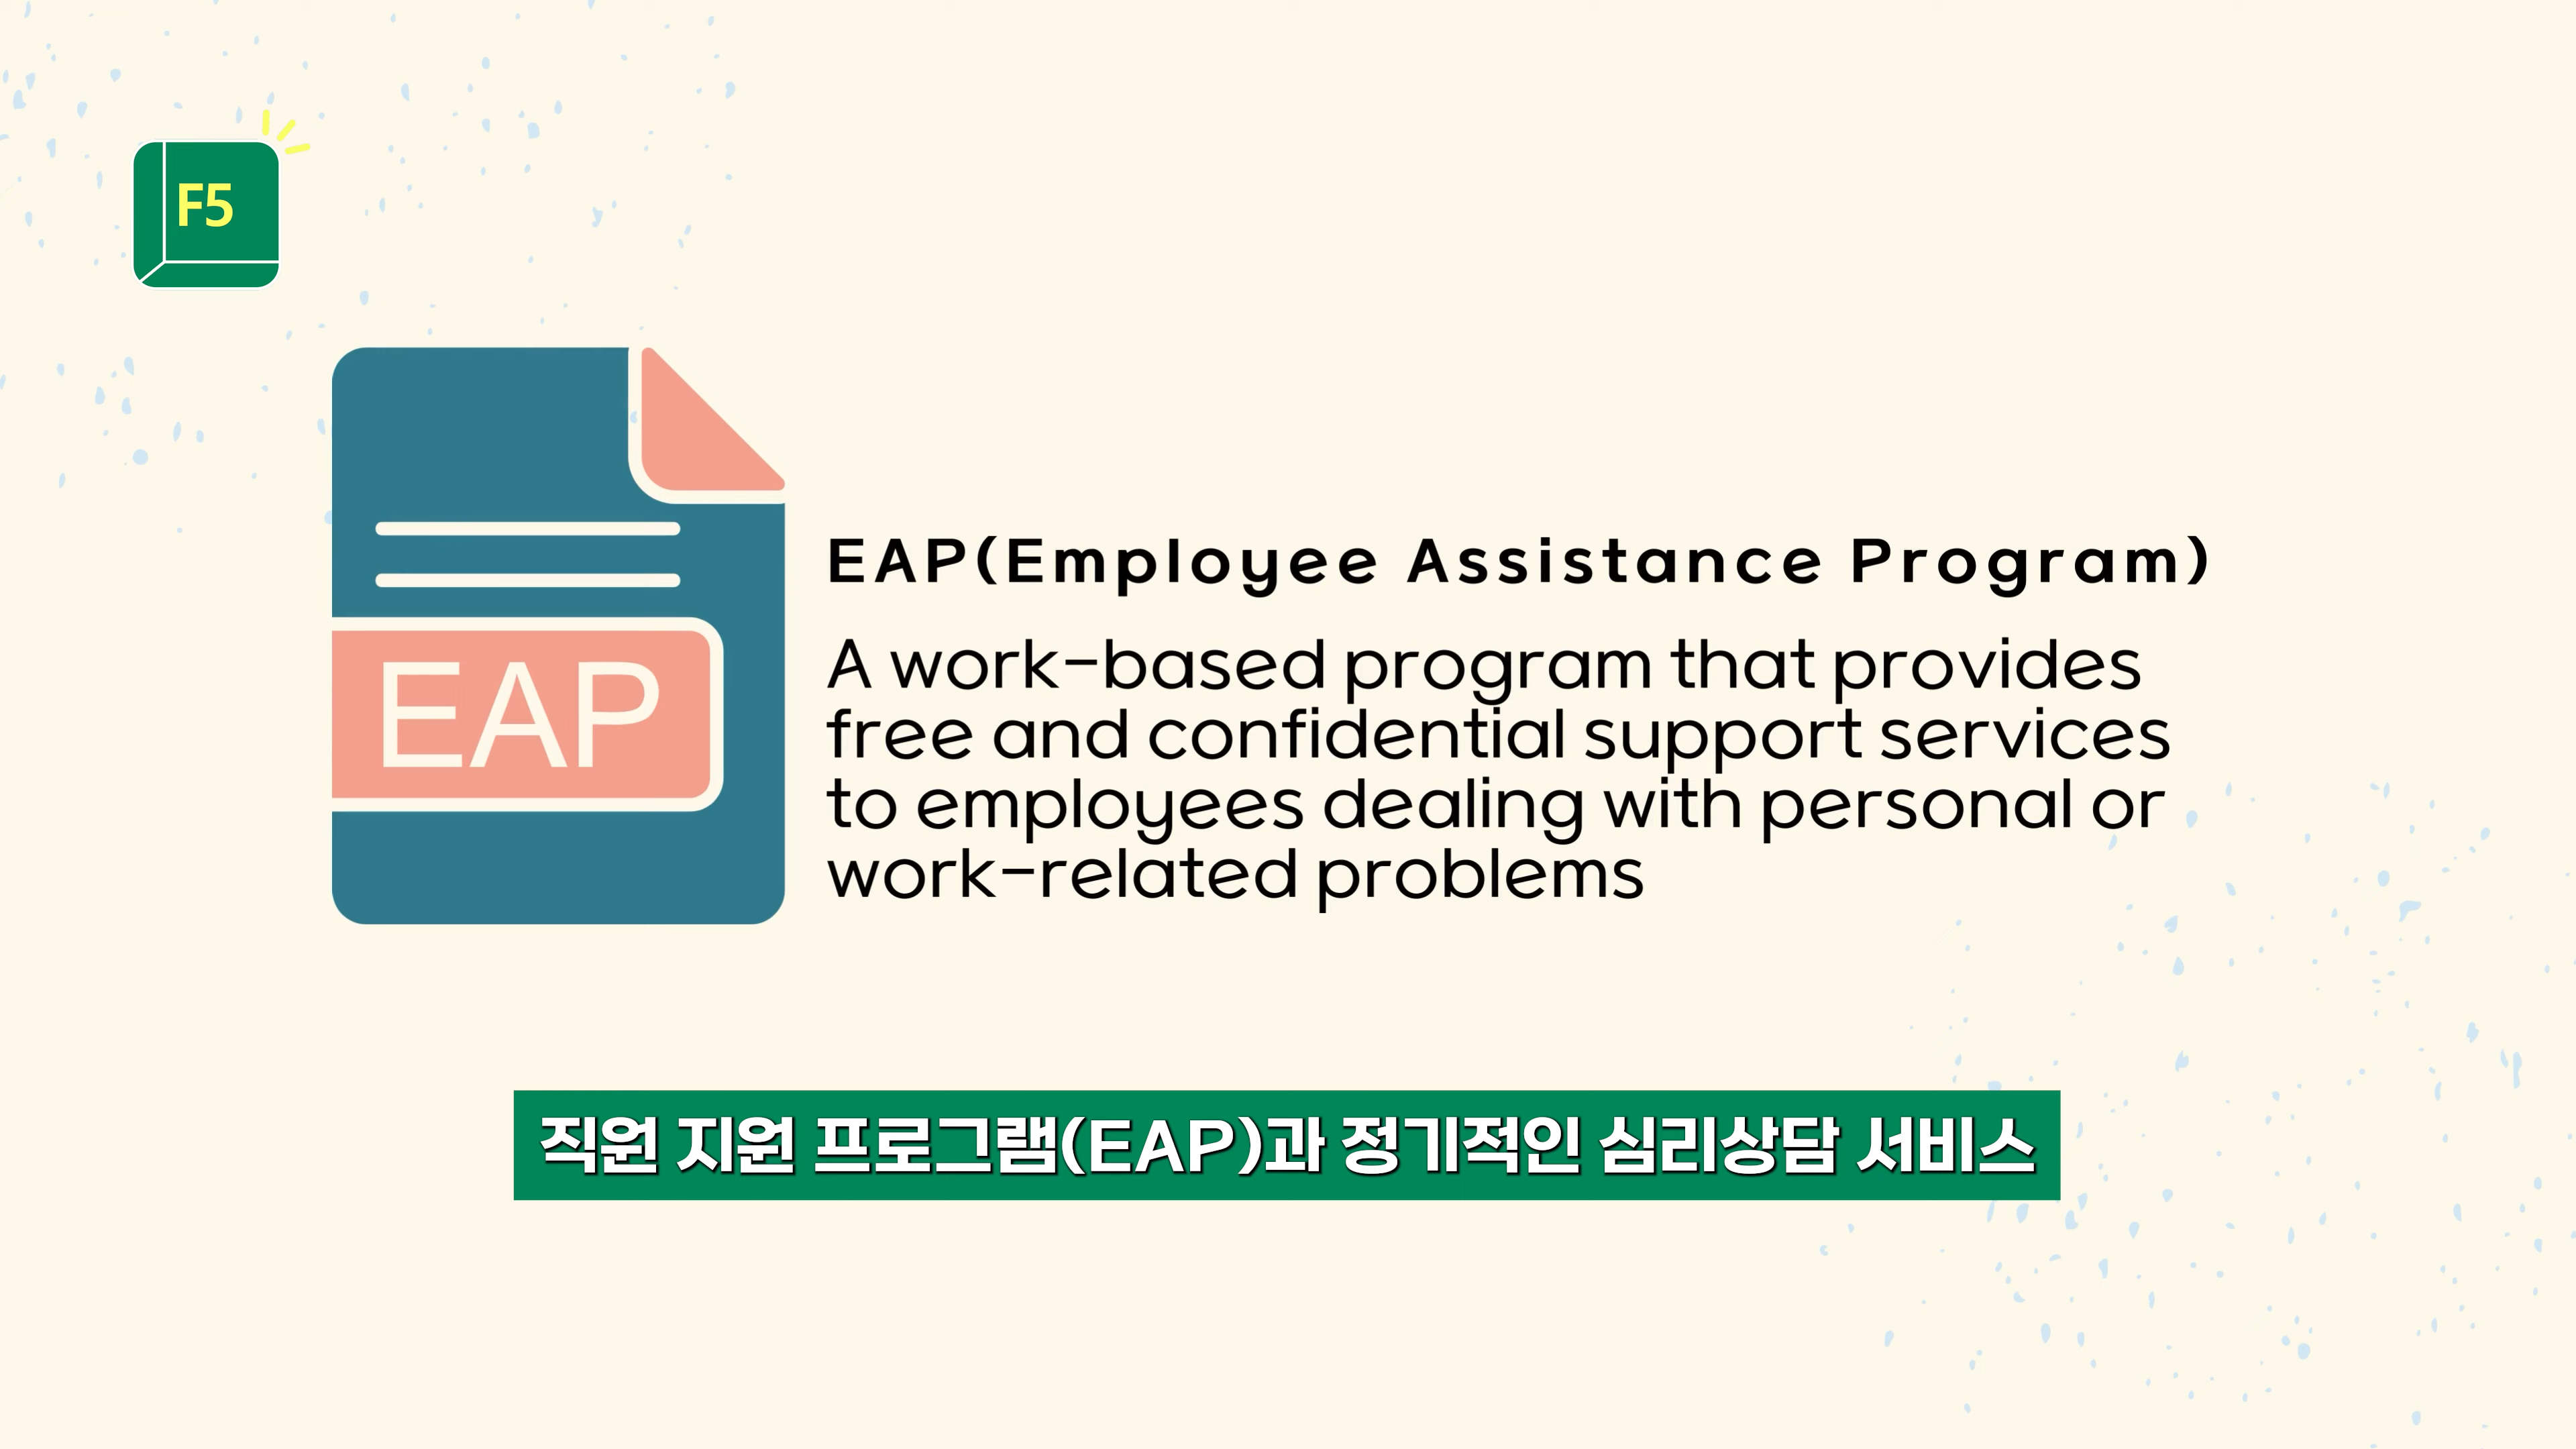 F5
EAP
EAP(Employee Assistance Program)
A work-based program that provides
free and confidential support services
to employees dealing with personal or
work-related problems
직원 지원 프로그램(EAP)과 정기적인 심리상담 서비스